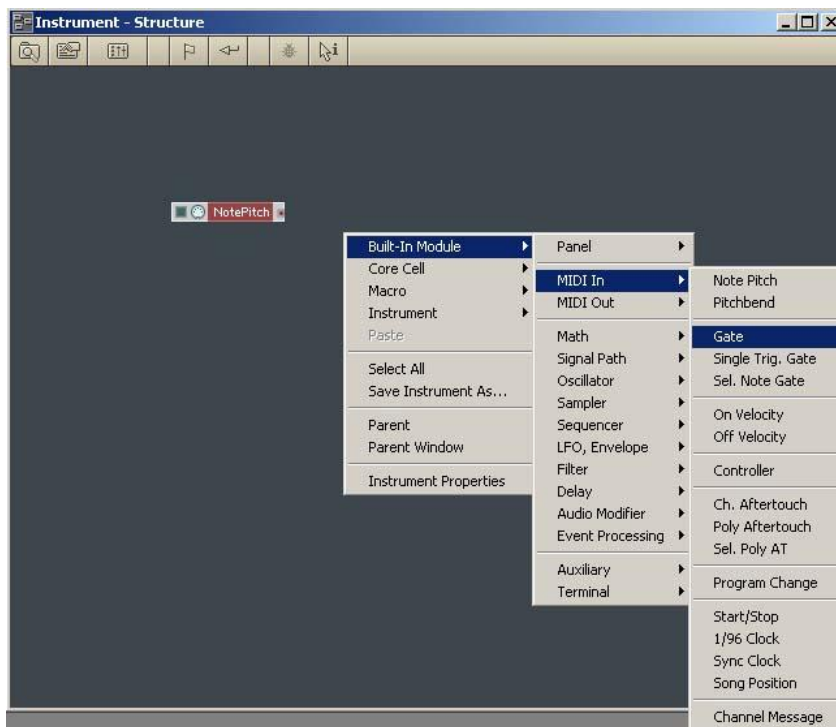 Instrument - Structure
NotePitch
Built-In Module
Core Cell
Macro
Instrument
Paste
Select All
Save Instrument As...
Parent
Parent Window
Instrument Properties
Panel
MIDI In
MIDI Out
Math
Signal Path
Oscillator
Sampler
Sequencer
LFO, Envelope
Filter
Delay
Audio Modifier
Event Processing
Auxiliary
Terminal
Note Pitch
Pitchbend
Gate
Single Trig. Gate
Sel. Note Gate
On Velocity
Off Velocity
Controller
Ch. Aftertouch
Poly Aftertouch
Sel. Poly AT
Program Change
Start/Stop
1/96 Clock
Sync Clock
Song Position
Channel Message